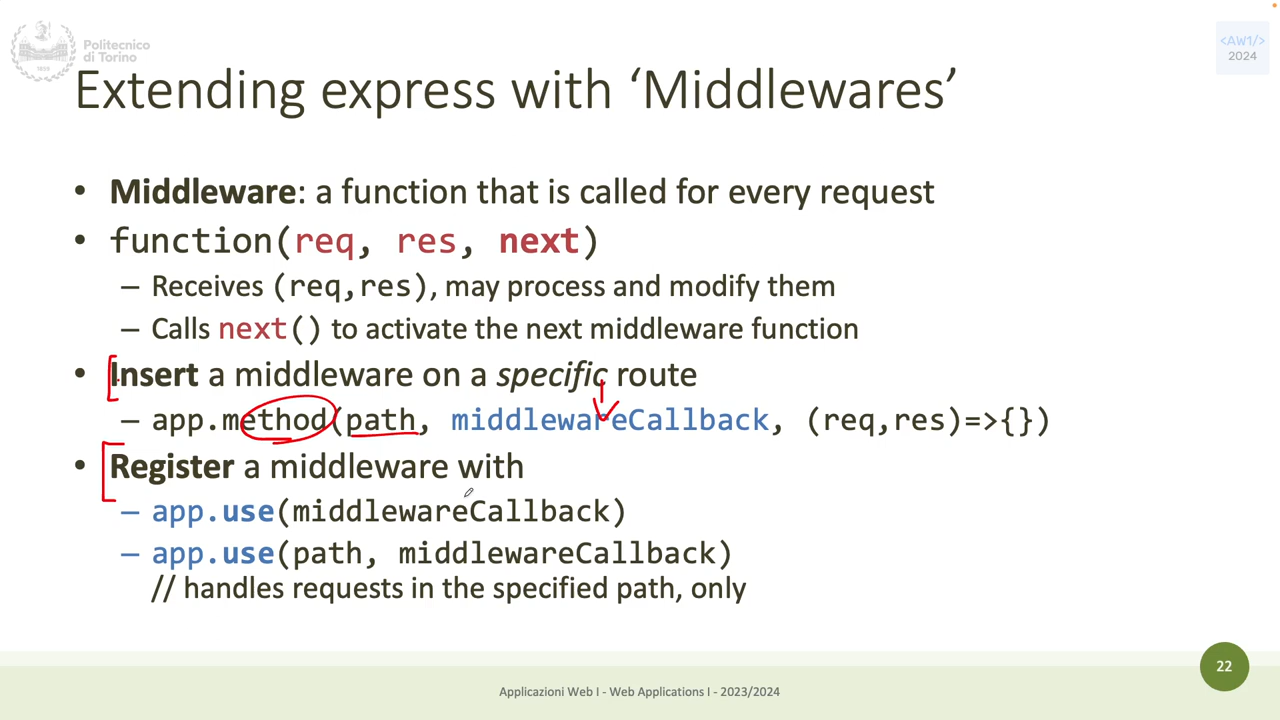 Politecnico
di Torino
1859
<AW1/>
2024
Extending express with ‘Middlewares’
• Middleware: a function that is called for every request
• function(req, res, next)
– Receives (req,res), may process and modify them
– Calls next() to activate the next middleware function
• Insert a middleware on a specific route
– app.method(path, middlewareCallback, (req,res)=>{})
• Register a middleware with
– app.use(middlewareCallback)
– app.use(path, middlewareCallback)
// handles requests in the specified path, only
22
Applicazioni Web I - Web Applications I - 2023/2024